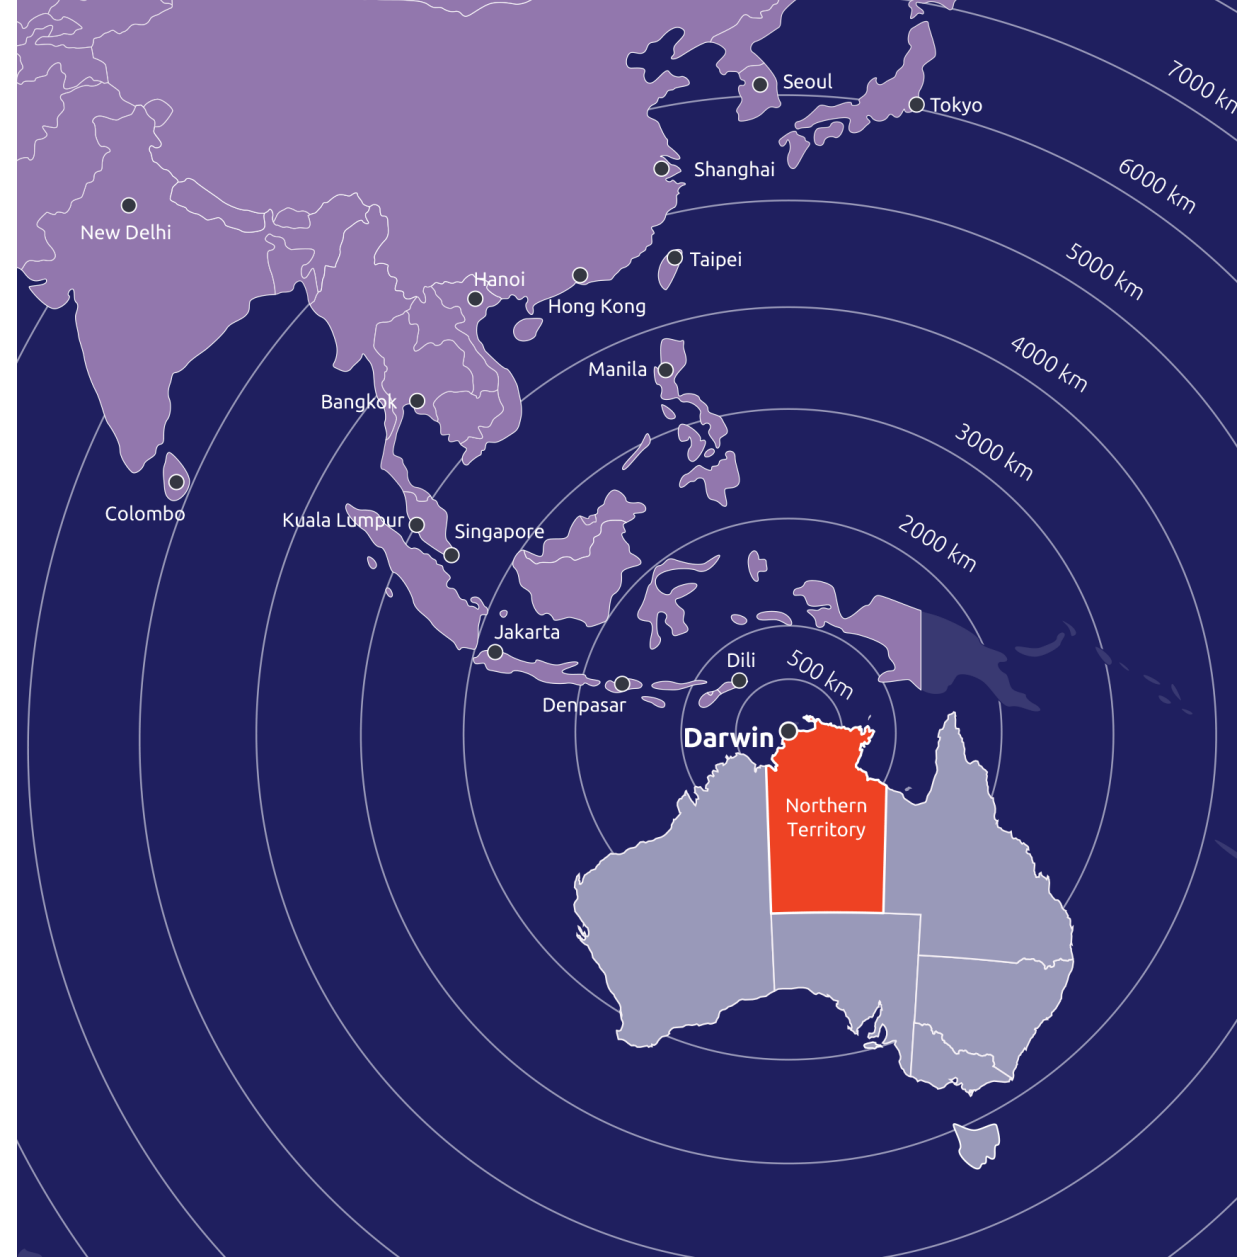 7000 km
Seoul
Tokyo
Shanghai
6000 km
New Delhi
Taipei
5000 km
Hanoi
Hong Kong
4000 km
Manila
Bangkok
3000 km
Colombo
Kuala Lumpur
Singapore
2000 km
Jakarta
Dili
500 km
Denpasar
Darwin
Northern
Territory